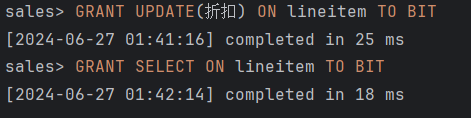 sales> GRANT UPDATE(折扣) ON lineitem TO BIT
[2024-06-27 01:41:16] completed in 25 ms
sales> GRANT SELECT ON lineitem TO BIT
[2024-06-27 01:42:14] completed in 18 ms